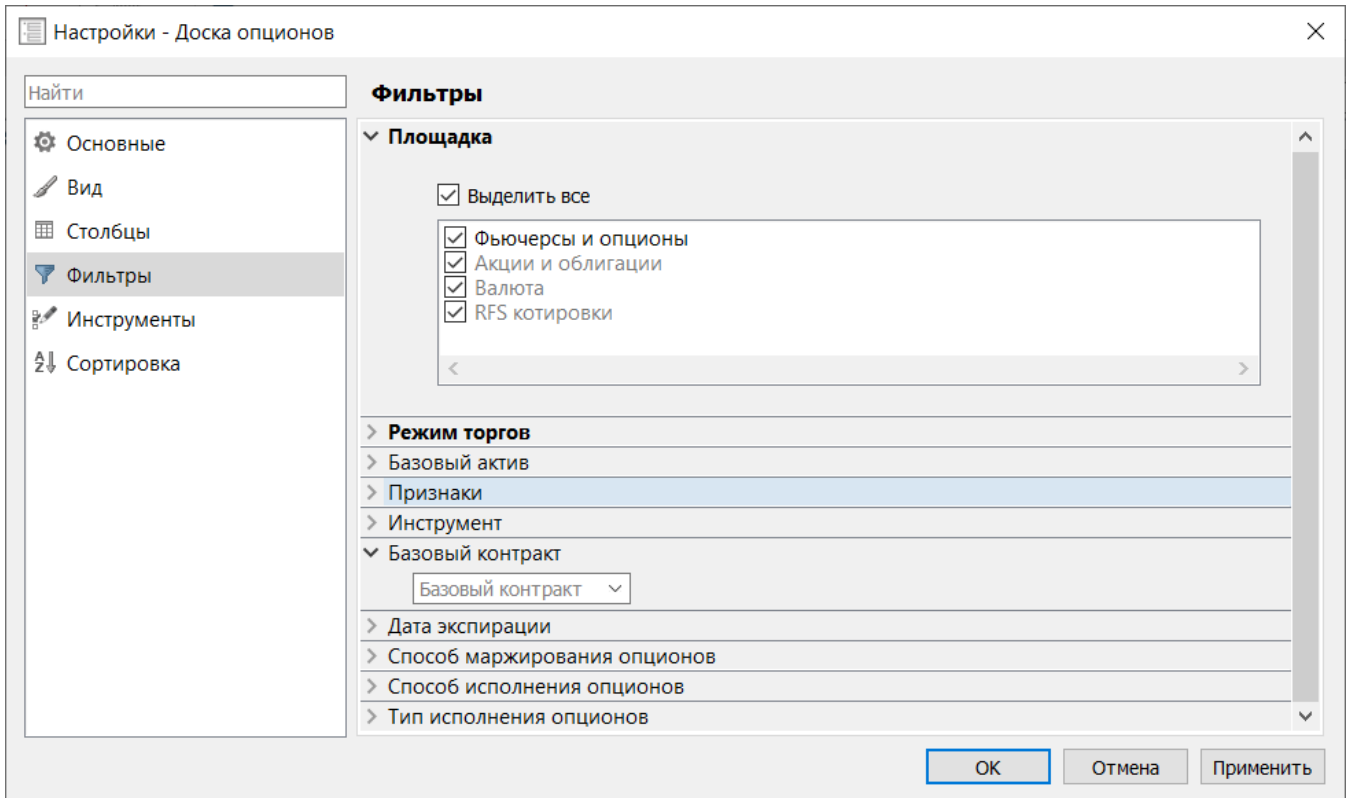 Настройки - Доска опционов
Найти
Основные
Вид
Столбцы
Фильтры
Инструменты
Сортировка
Фильтры
Площадка
Выделить все
Фьючерсы и опционы
Акции и облигации
Валюта
RFS котировки
Режим торгов
Базовый актив
Признаки
Инструмент
Базовый контракт
Базовый контракт
Дата экспирации
Способ маржирования опционов
Способ исполнения опционов
Тип исполнения опционов
ОК
Отмена
Применить